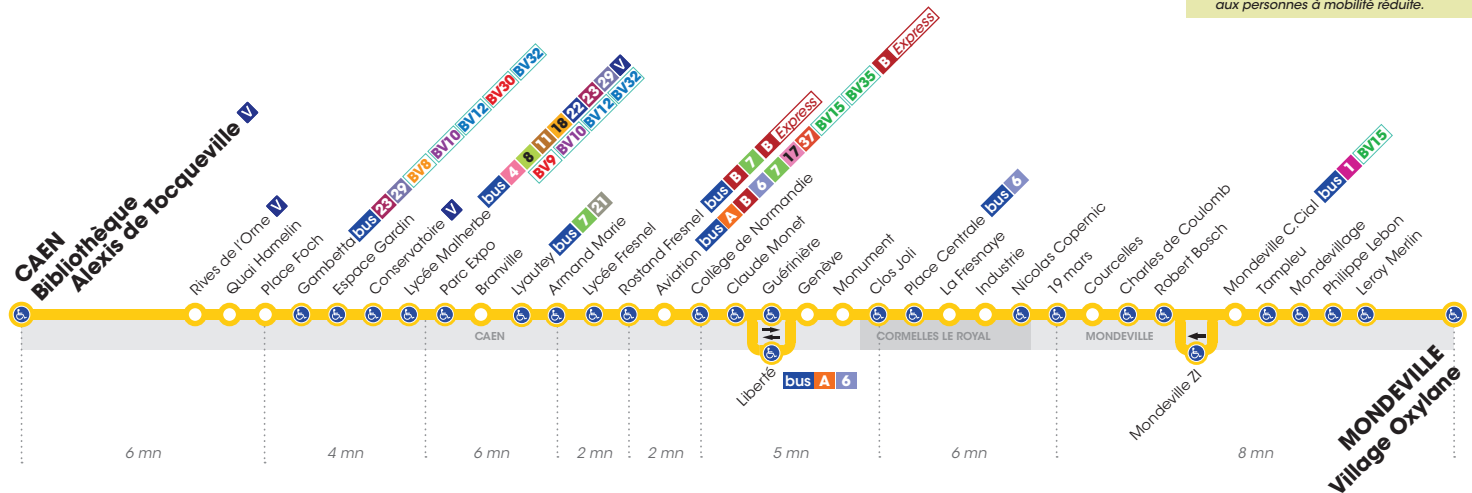 aux personnes à mobilité réduite.
CAEN
Bibliothèque
Alexis de Tocqueville V
Rives de l'Orne V
Quai Hamelin
Place Foch
Gambetta bus 23 29 BV8 BV10 BV12 BV30 BV32
Espace Gardin
Conservatoire V
Lycée Malherbe bus 4 8 11 18 22 23 29 V
BV9 BV10 BV12 BV32
Parc Expo
Branville
Lyautey bus 7 21
Armand Marie
Lycée Fresnel
Rostand Fresnel bus B 7 B Express
Aviation bus A B 6 7 17 37 BV15 BV35 B Express
Collège de Normandie
Claude Monet
Guérinière
Genève
Monument
Clos Joli
Place Centrale bus 6
La Fresnaye
Industrie
Nicolas Copernic
19 mars
Courcelles
Charles de Coulomb
Robert Bosch
Mondeville C.Cial bus 1 BV15
Tampleu
Mondevillage
Philippe Lebon
Leroy Merlin
MONDEVILLE
Village Oxylane
CAEN
CORMELLES LE ROYAL
MONDEVILLE
Liberté bus A 6
Mondeville ZI
6 mn
4 mn
6 mn
2 mn
2 mn
5 mn
6 mn
8 mn